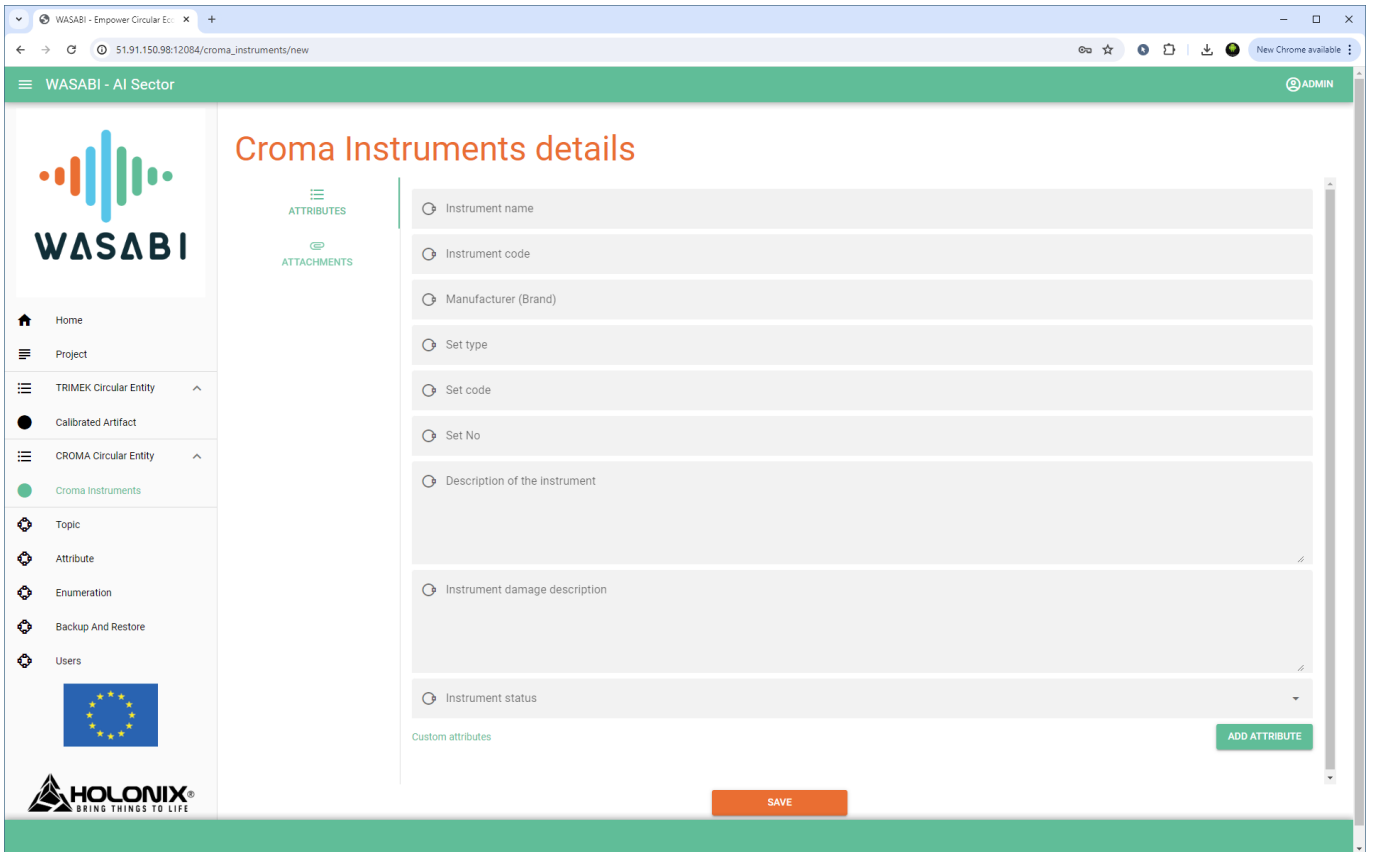 WASABI - Empower Circular Ec
51.91.150.98:12084/croma_instruments/new
New Chrome available
WASABI - AI Sector
ADMIN
WASABI
Home
Project
TRIMEK Circular Entity
Calibrated Artifact
CROMA Circular Entity
Croma Instruments
Topic
Attribute
Enumeration
Backup And Restore
Users
HOLONIX®
BRING THINGS TO LIFE
Croma Instruments details
ATTRIBUTES
ATTACHMENTS
Instrument name
Instrument code
Manufacturer (Brand)
Set type
Set code
Set No
Description of the instrument
Instrument damage description
Instrument status
Custom attributes
ADD ATTRIBUTE
SAVE